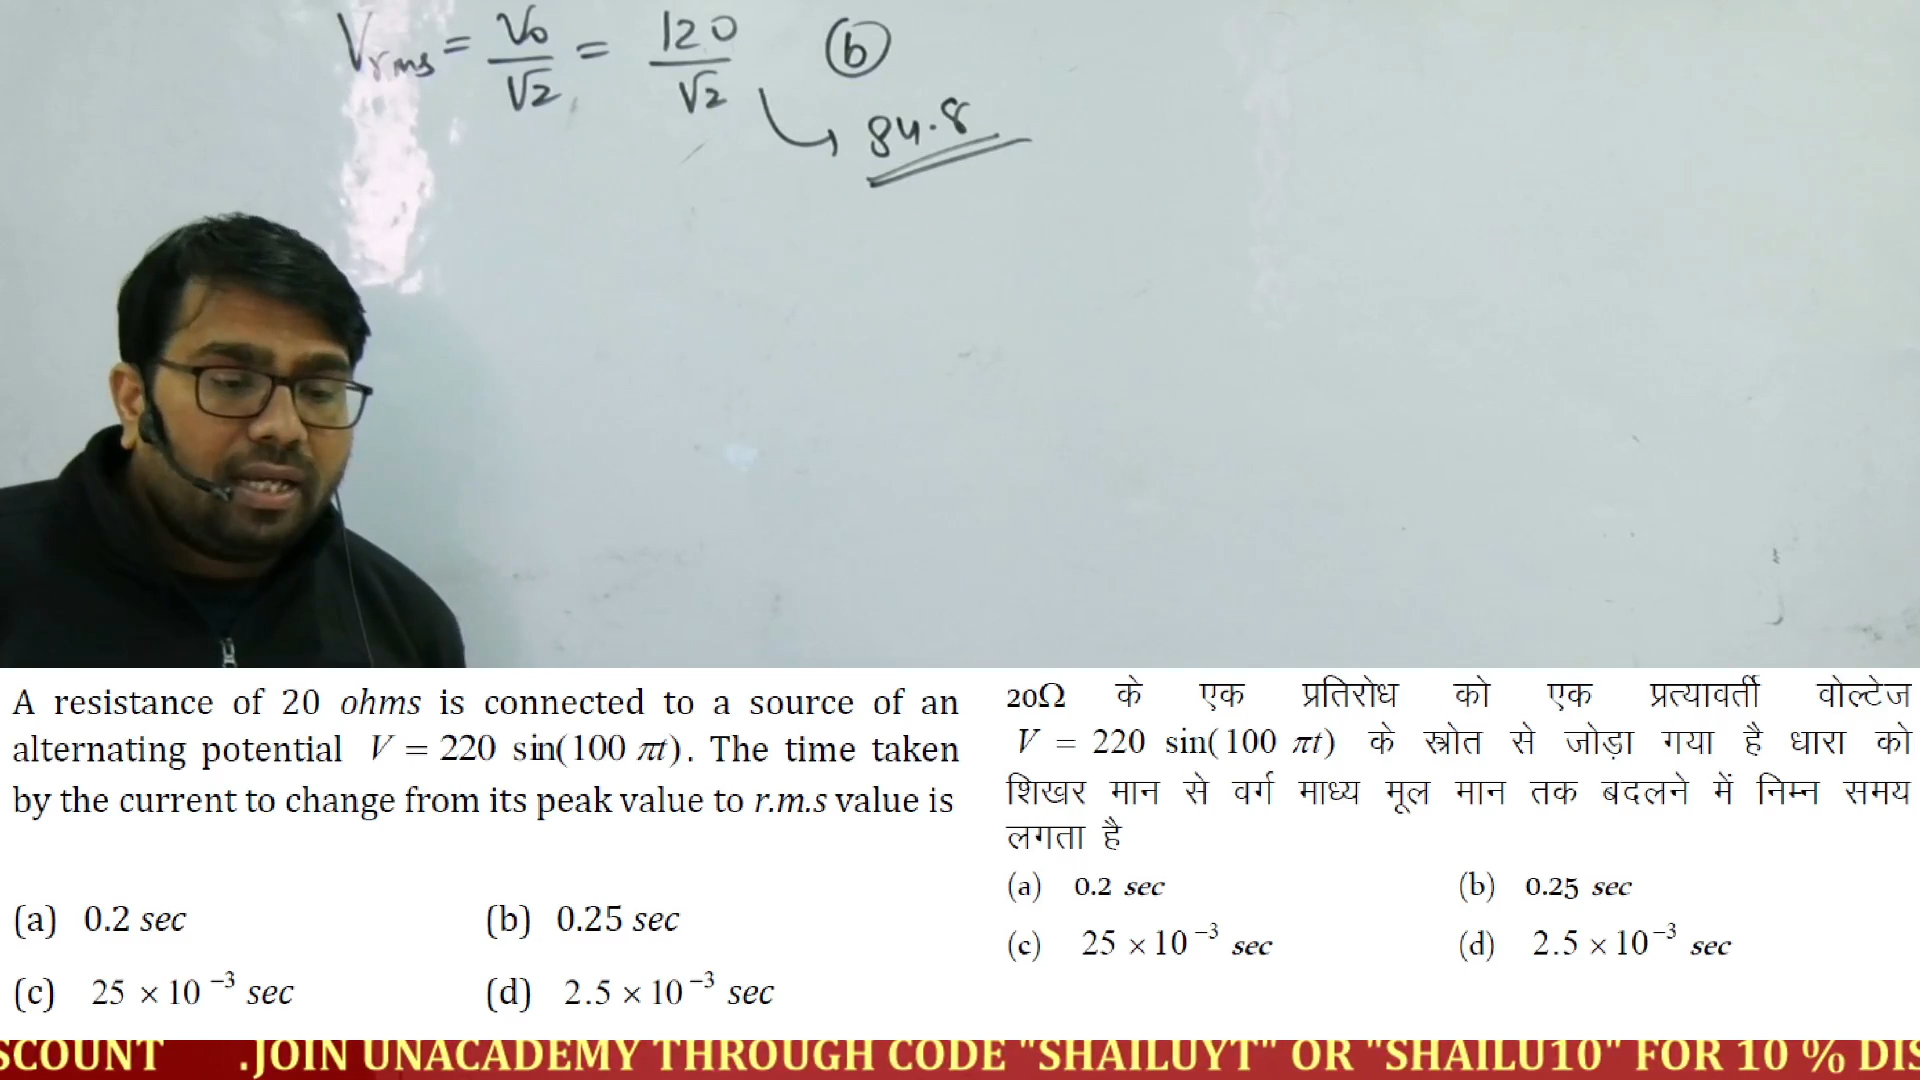 Vrms = V₀/√2 = 120/√2 (b)
84.8
A resistance of 20 ohms is connected to a source of an
alternating potential V = 220 sin(100 πt). The time taken
by the current to change from its peak value to r.m.s value is
(a) 0.2 sec (b) 0.25 sec
(c) 25 × 10⁻³ sec (d) 2.5 × 10⁻³ sec
20Ω के एक प्रतिरोध को एक प्रत्यावर्ती वोल्टेज
V = 220 sin(100 πt) के स्त्रोत से जोड़ा गया है धारा को
शिखर मान से वर्ग माध्य मूल मान तक बदलने में निम्न समय
लगता है
(a) 0.2 sec (b) 0.25 sec
(c) 25 × 10⁻³ sec (d) 2.5 × 10⁻³ sec
SCOUNT .JOIN UNACADEMY THROUGH CODE "SHAILUYT" OR "SHAILU10" FOR 10 % DIS